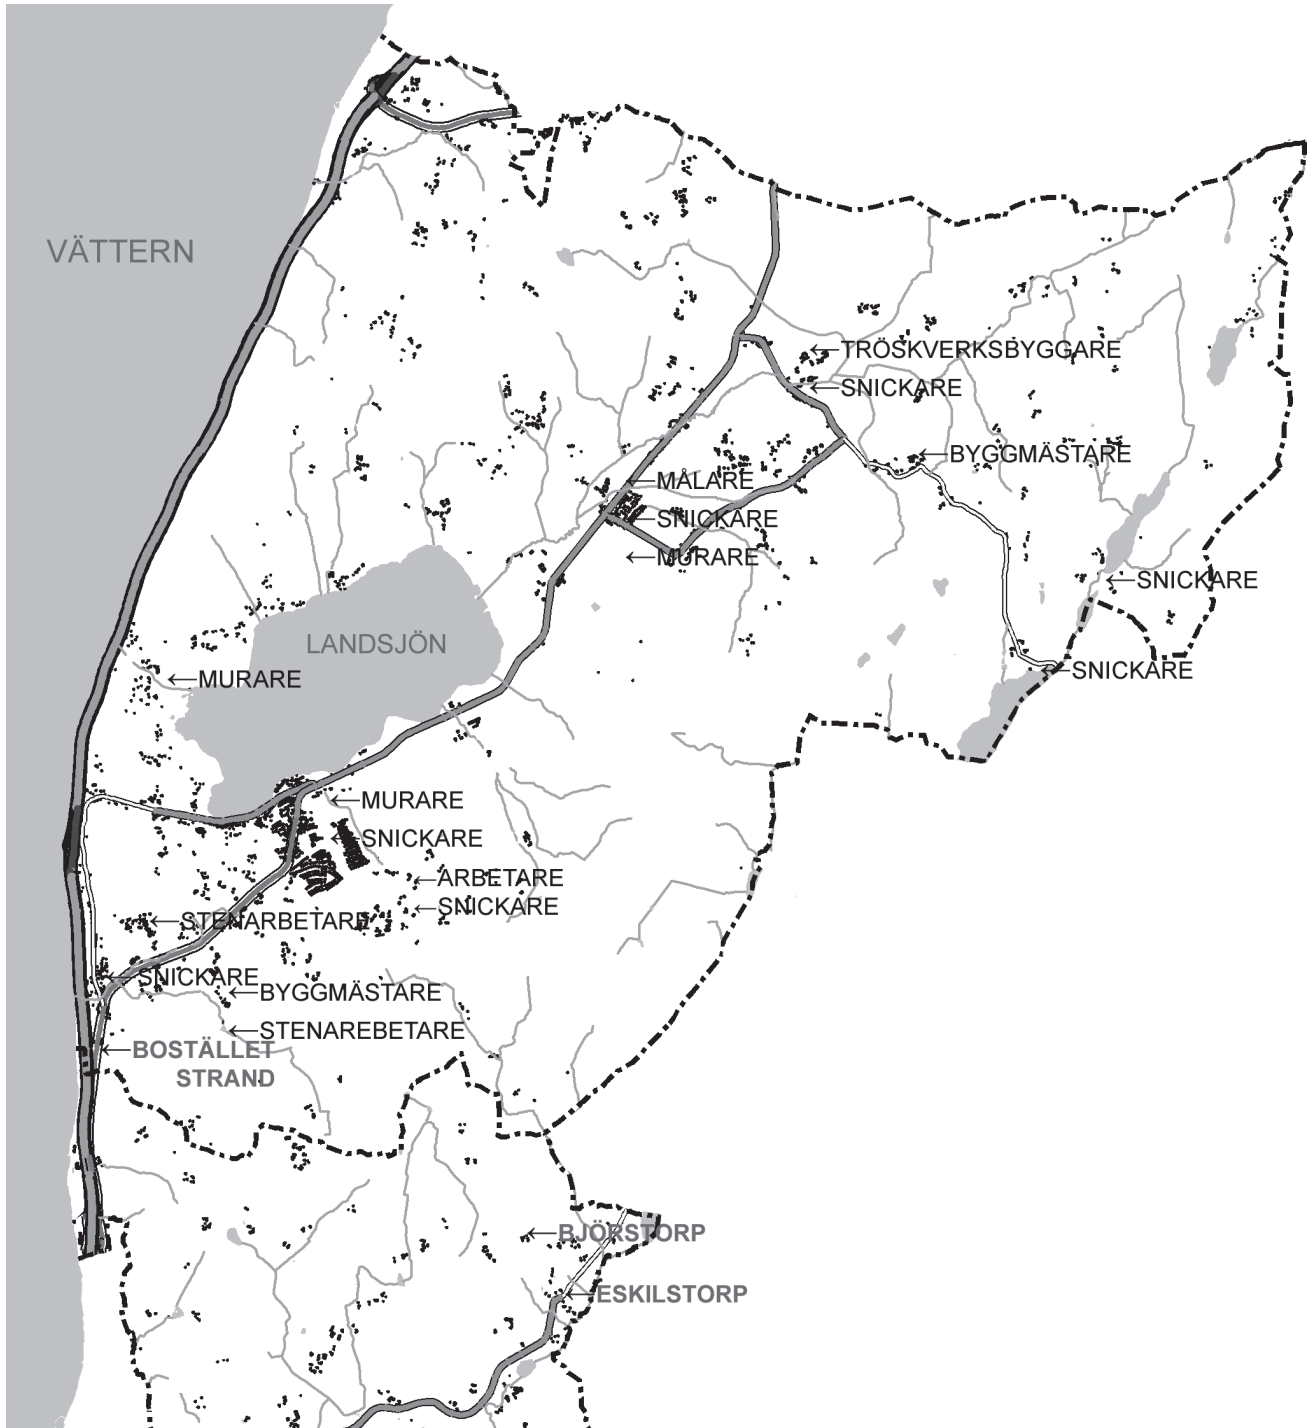 VÄTTERN
←TRÖSKVERKSBYGGARE
←SNICKARE
←BYGGMÄSTARE
←MÅLARE
←SNICKARE
←MURARE
←SNICKARE
LANDSJÖN
←SNICKARE
←MURARE
←MURARE
←SNICKARE
←ARBETARE
←SNICKARE
←STENARBETARE
←SNICKARE
←BYGGMÄSTARE
←STENAREBETARE
←BOSTÄLLET
STRAND
←BJÖRSTORP
←ESKILSTORP